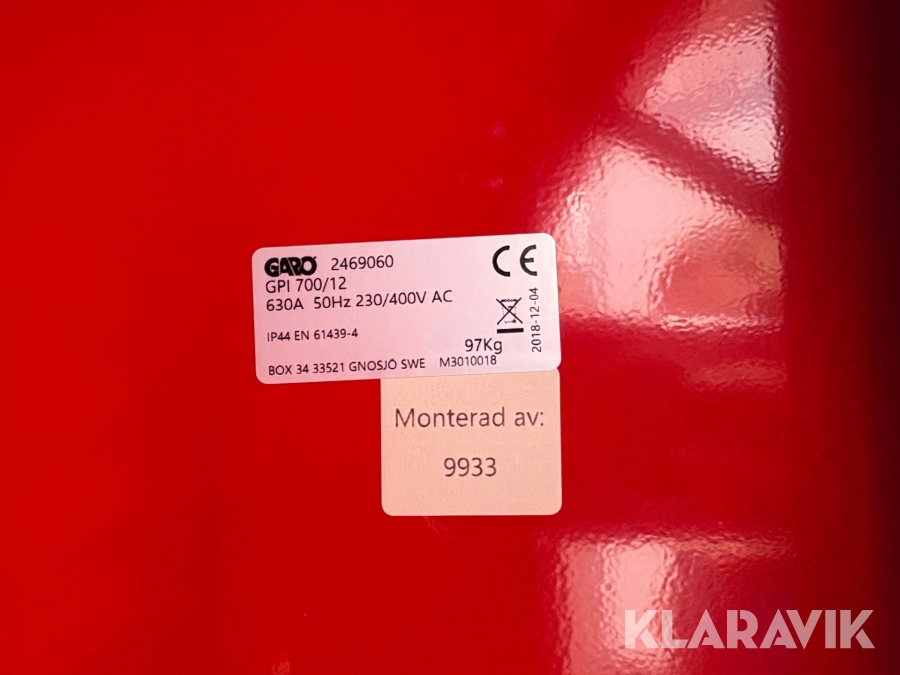 GARO 2469060
GPI 700/12
630A 50Hz 230/400V AC
IP44 EN 61439-4
97Kg
BOX 34 33521 GNOSJÖ SWE M3010018
CE
2018-12-04
Monterad av:
9933
KLARAVIK